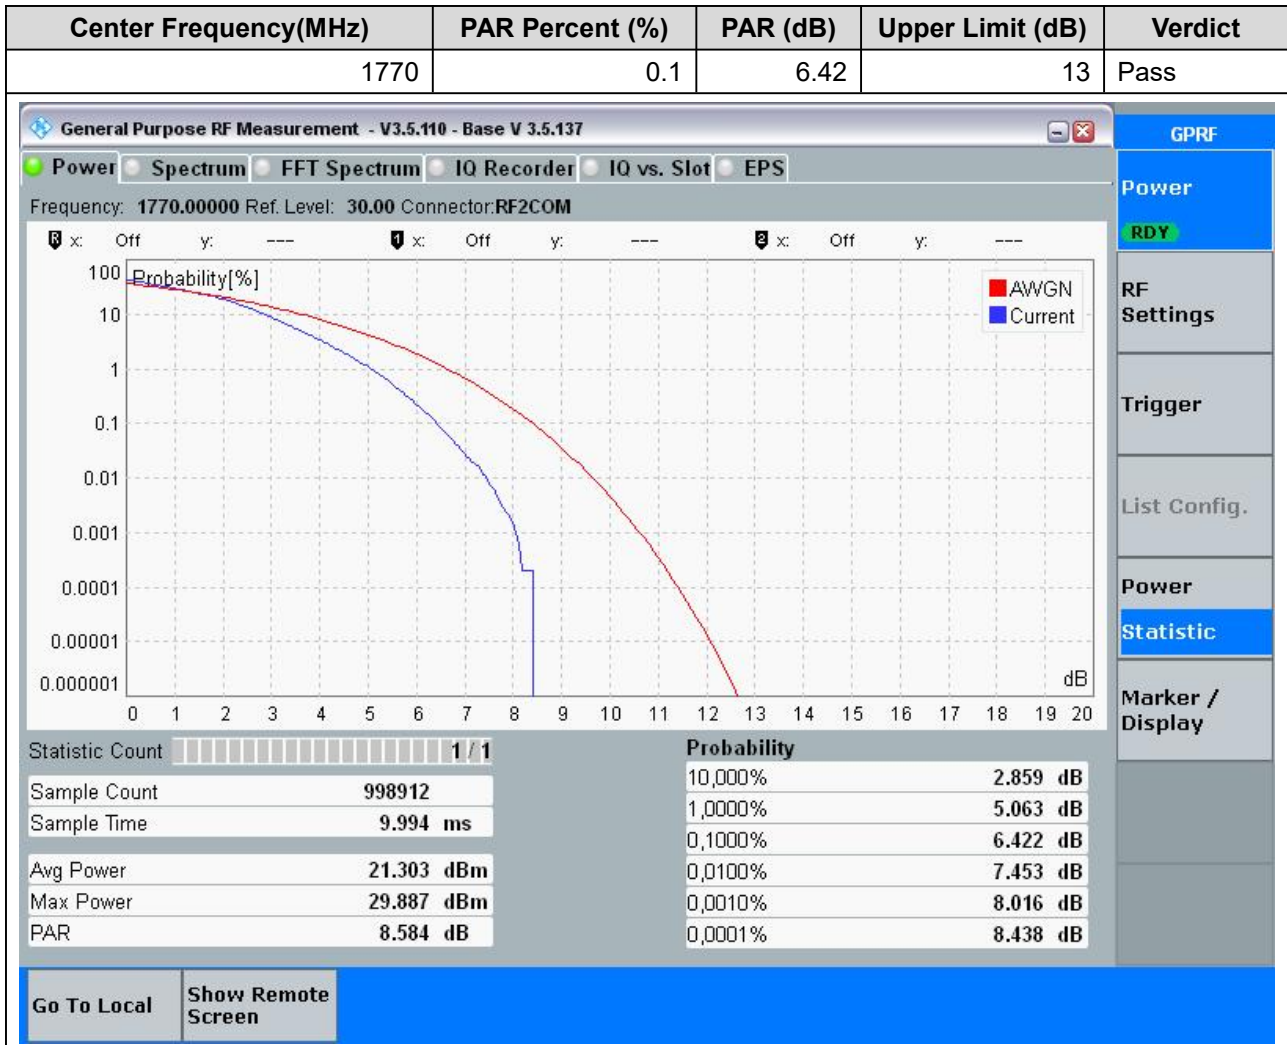 Center Frequency(MHz) PAR Percent (%) PAR (dB) Upper Limit (dB) Verdict
1770 0.1 6.42 13 Pass
General Purpose RF Measurement - V3.5.110 - Base V 3.5.137
GPRF
Power Spectrum FFT Spectrum IQ Recorder IQ vs. Slot EPS
Frequency: 1770.00000 Ref. Level: 30.00 Connector:RF2COM
R x: Off y: --- 1 x: Off y: --- 2 x: Off y: ---
Probability[%]
100
10
1
0.1
0.01
0.001
0.0001
0.00001
0.000001
AWGN
Current
dB
0 1 2 3 4 5 6 7 8 9 10 11 12 13 14 15 16 17 18 19 20
Statistic Count 1 / 1
Sample Count 998912
Sample Time 9.994 ms
Avg Power 21.303 dBm
Max Power 29.887 dBm
PAR 8.584 dB
Probability
10,000% 2.859 dB
1,0000% 5.063 dB
0,1000% 6.422 dB
0,0100% 7.453 dB
0,0010% 8.016 dB
0,0001% 8.438 dB
Power
RDY
RF
Settings
Trigger
List Config.
Power
Statistic
Marker /
Display
Go To Local
Show Remote
Screen